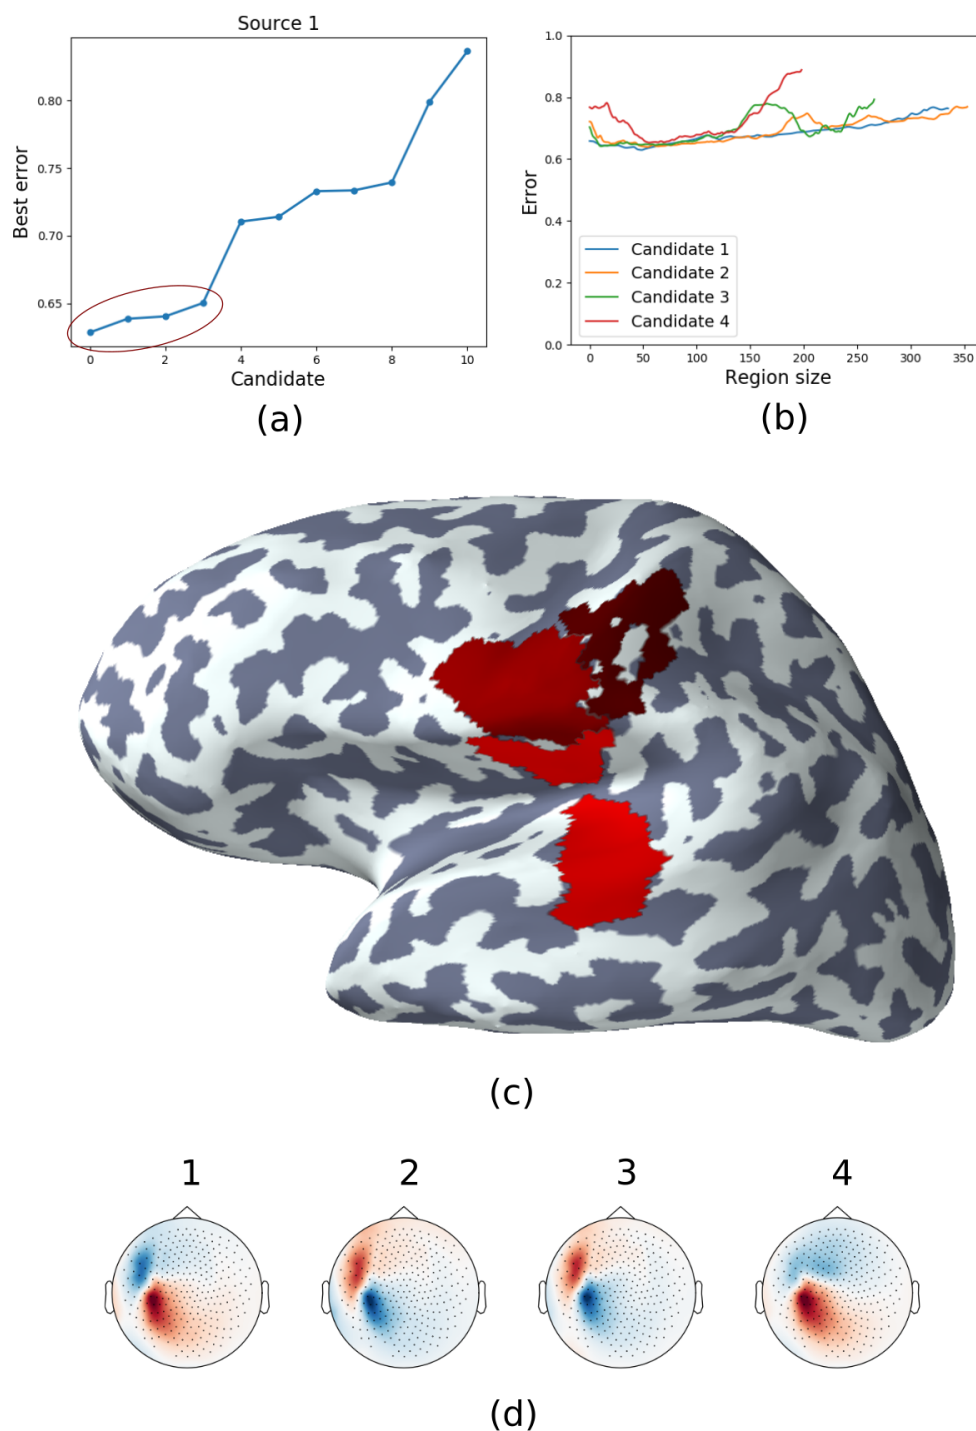 Source 1
Best error
0.80
0.75
0.70
0.65
0 2 4 6 8 10
Candidate
(a)
Error
1.0
0.8
0.6
0.4
0.2
0.0
Candidate 1
Candidate 2
Candidate 3
Candidate 4
0 50 100 150 200 250 300 350
Region size
(b)
(c)
1 2 3 4
(d)